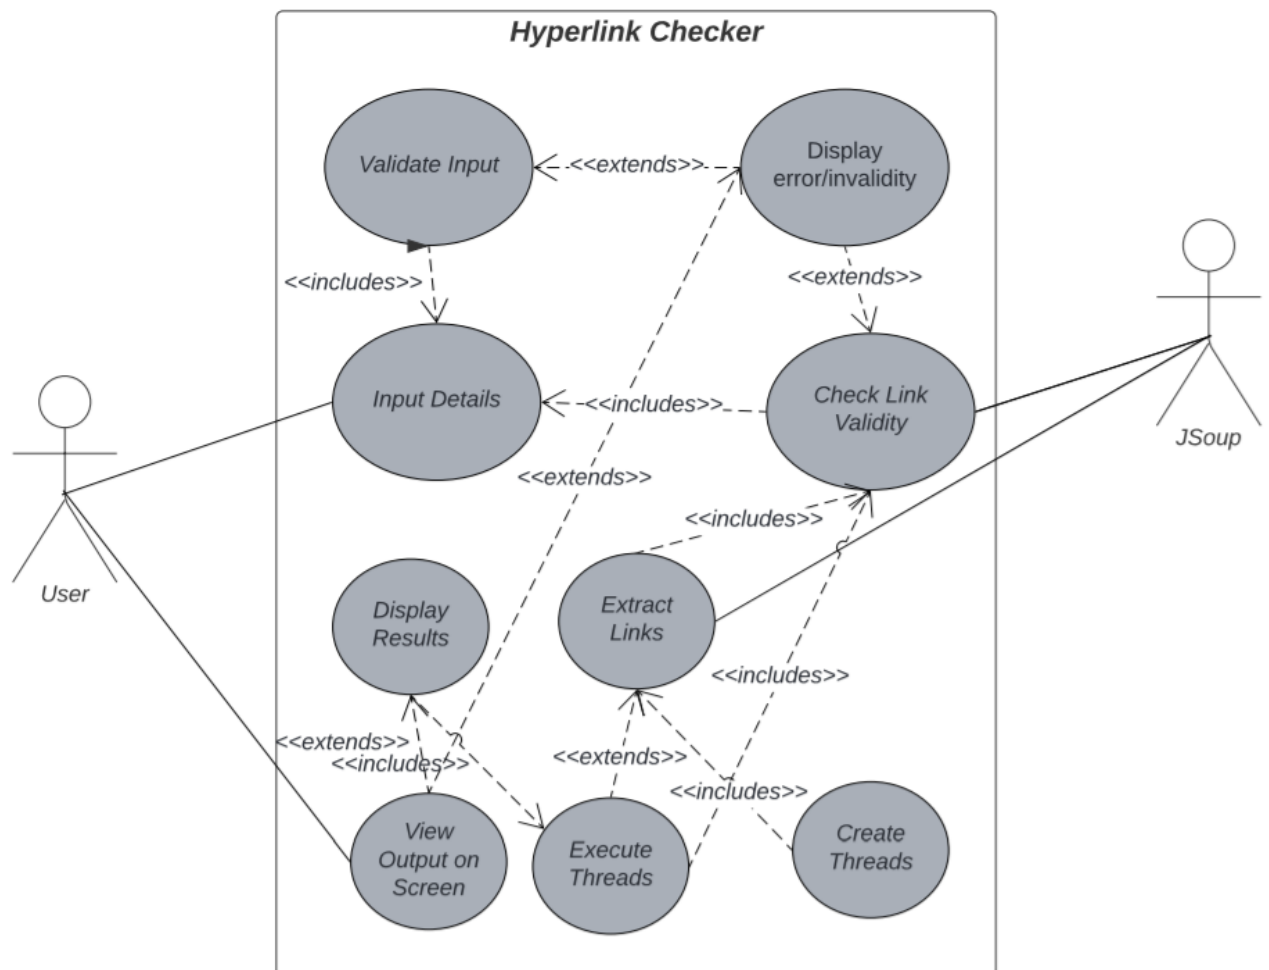 Hyperlink Checker
Validate Input
<<extends>>
Display
error/invalidity
<<includes>>
<<extends>>
Input Details
<<includes>>
Check Link
Validity
JSoup
User
<<extends>>
<<includes>>
Display
Results
Extract
Links
<<includes>>
<<extends>>
<<includes>>
<<extends>>
<<includes>>
View
Output on
Screen
Execute
Threads
Create
Threads